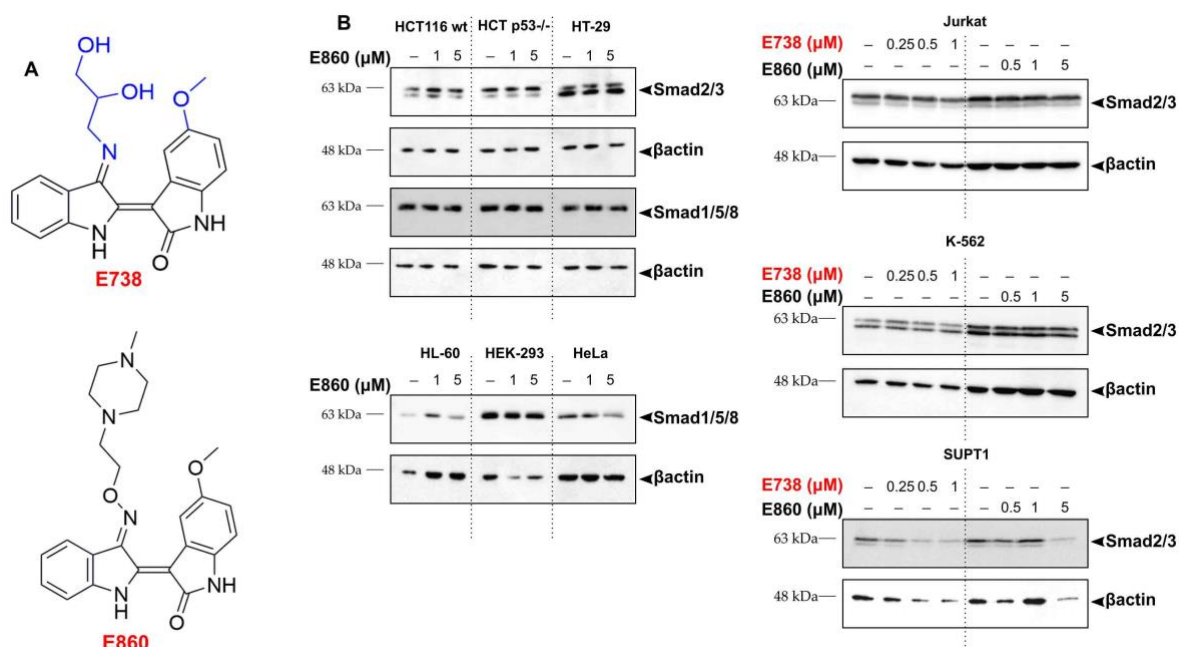 A
OH
OH
O
N
N
H
NH
O
E738
N
N
O
N
O
N
H
NH
O
E860
B
HCT116 wt HCT p53-/- HT-29
E860 (µM) – 1 5 – 1 5 – 1 5
63 kDa Smad2/3
48 kDa βactin
63 kDa Smad1/5/8
48 kDa βactin
HL-60 HEK-293 HeLa
E860 (µM) – 1 5 – 1 5 – 1 5
63 kDa Smad1/5/8
48 kDa βactin
Jurkat
E738 (µM) – 0.25 0.5 1 – – – –
E860 (µM) – – – – – 0.5 1 5
63 kDa Smad2/3
48 kDa βactin
K-562
E738 (µM) – 0.25 0.5 1 – – – –
E860 (µM) – – – – – 0.5 1 5
63 kDa Smad2/3
48 kDa βactin
SUPT1
E738 (µM) – 0.25 0.5 1 – – – –
E860 (µM) – – – – – 0.5 1 5
63 kDa Smad2/3
48 kDa βactin